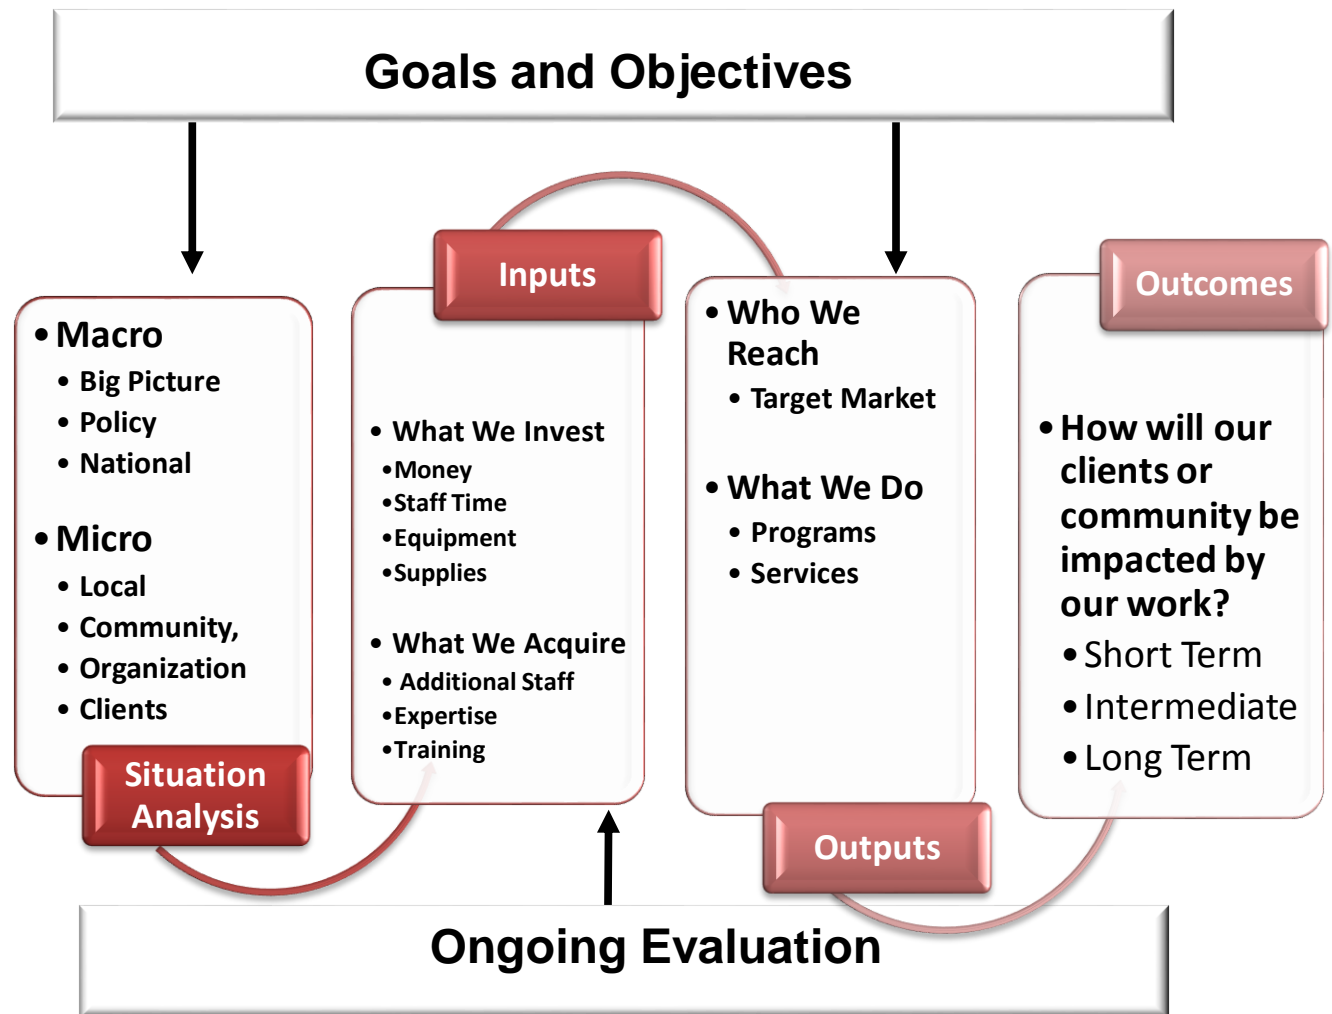 Goals and Objectives
• Macro
• Big Picture
• Policy
• National
• Micro
• Local
• Community,
• Organization
• Clients
Situation
Analysis
Inputs
• What We Invest
•Money
•Staff Time
•Equipment
•Supplies
• What We Acquire
• Additional Staff
•Expertise
•Training
• Who We
Reach
• Target Market
• What We Do
• Programs
• Services
Outputs
Outcomes
• How will our
clients or
community be
impacted by
our work?
• Short Term
• Intermediate
• Long Term
Ongoing Evaluation